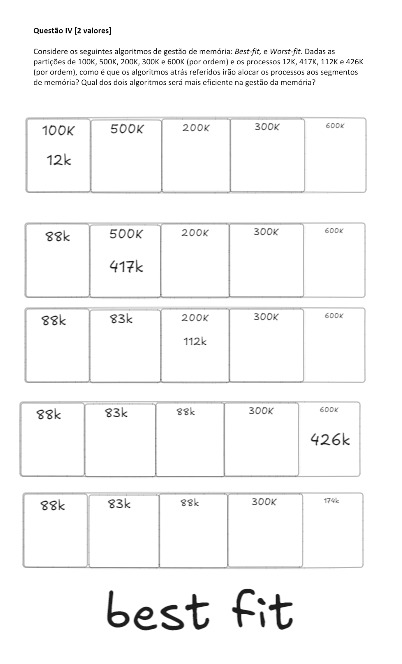 Questão IV [2 valores]
Considere os seguintes algoritmos de gestão de memória: Best-fit, e Worst-fit. Dadas as
partições de 100K, 500K, 200K, 300K e 600K (por ordem) e os processos 12K, 417K, 112K e 426K
(por ordem), como é que os algoritmos atrás referidos irão alocar os processos aos segmentos
de memória? Qual dos dois algoritmos será mais eficiente na gestão da memória?
100K 500K 200K 300K 600K
12k
88k 500K 200K 300K 600K
417k
88k 83k 200K 300K 600K
112k
88k 83k 88k 300K 600K
426k
88k 83k 88k 300K 174k
best fit